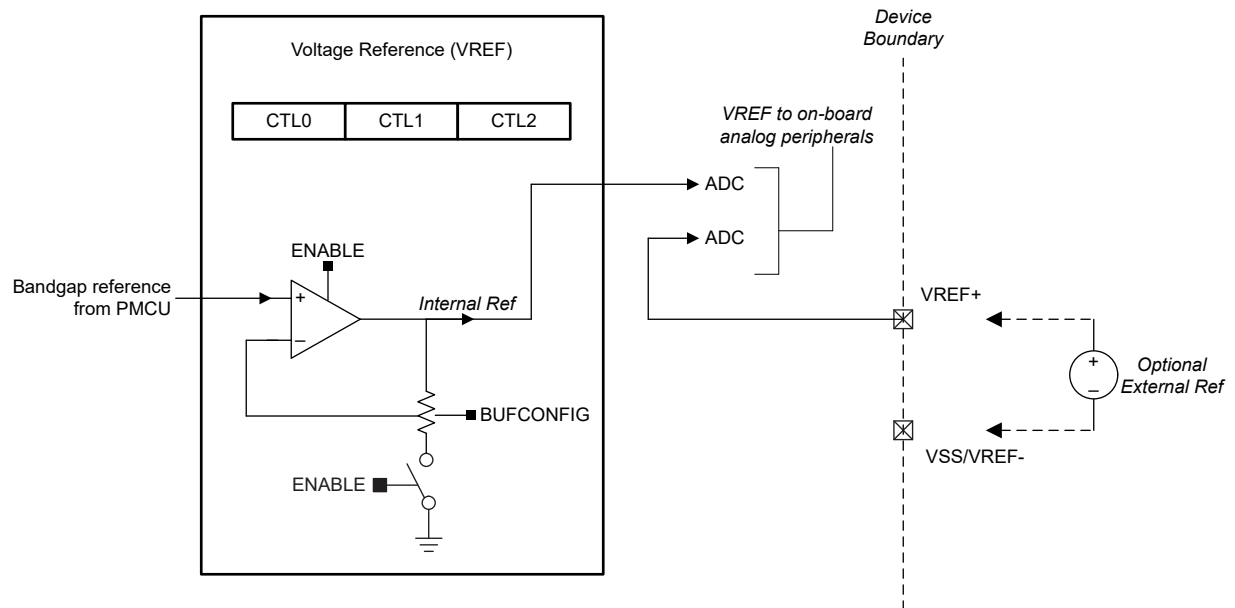 Device
Boundary
Voltage Reference (VREF)
CTL0 CTL1 CTL2
VREF to on-board
analog peripherals
ADC
ADC
ENABLE
Bandgap reference
from PMCU
+
−
Internal Ref
VREF+
+
−
Optional
External Ref
BUFCONFIG
VSS/VREF-
ENABLE